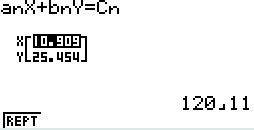 anX+bnY=Cn
X[10.909]
Y[25.454]
120⌟11
REPT